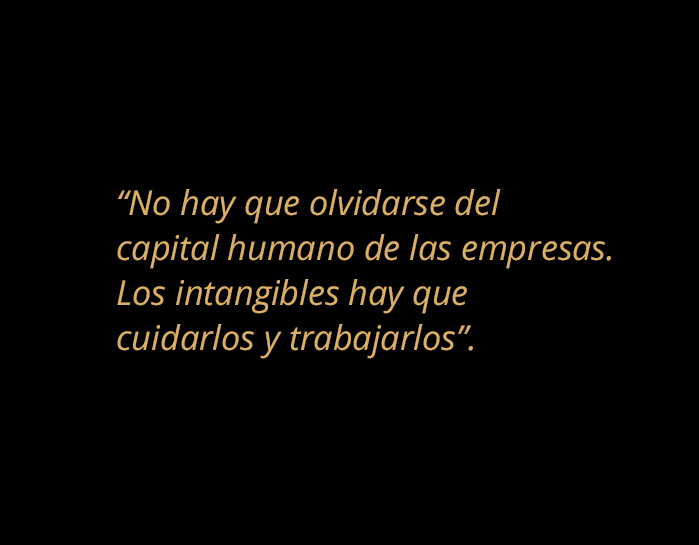 “No hay que olvidarse del
capital humano de las empresas.
Los intangibles hay que
cuidarlos y trabajarlos”.